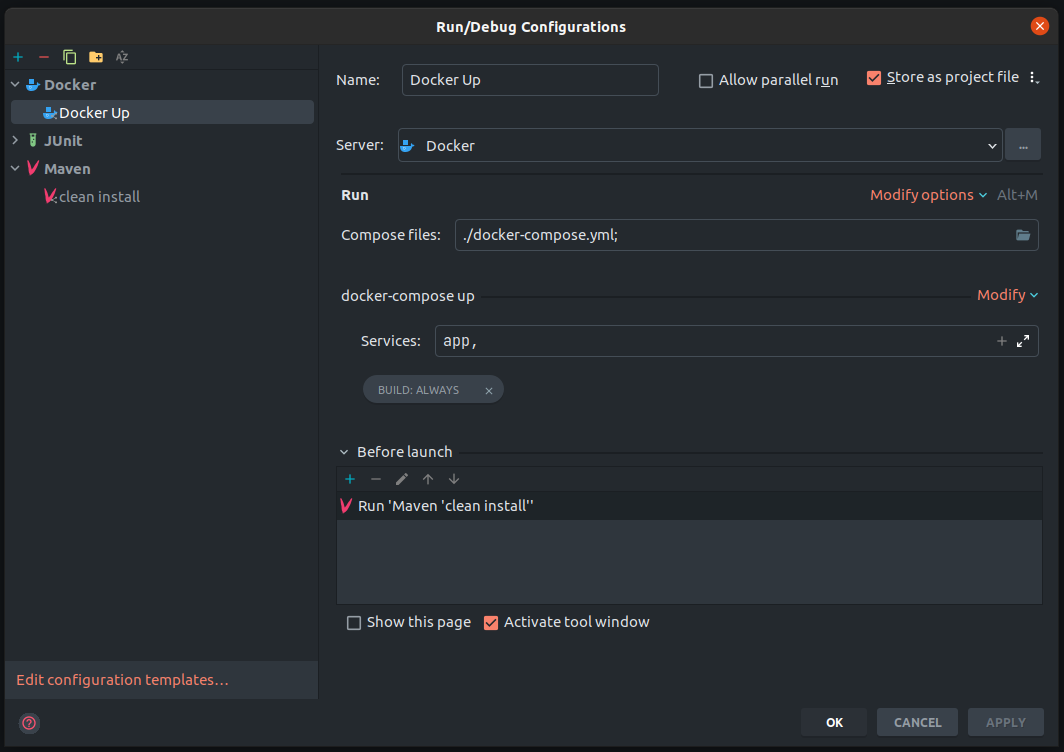 Run/Debug Configurations
Docker
Docker Up
JUnit
Maven
clean install
Edit configuration templates...
Name: Docker Up
Allow parallel run
Store as project file
Server: Docker ...
Run
Modify options Alt+M
Compose files: ./docker-compose.yml;
docker-compose up
Modify
Services: app,
BUILD: ALWAYS
Before launch
Run 'Maven 'clean install''
Show this page
Activate tool window
OK
CANCEL
APPLY